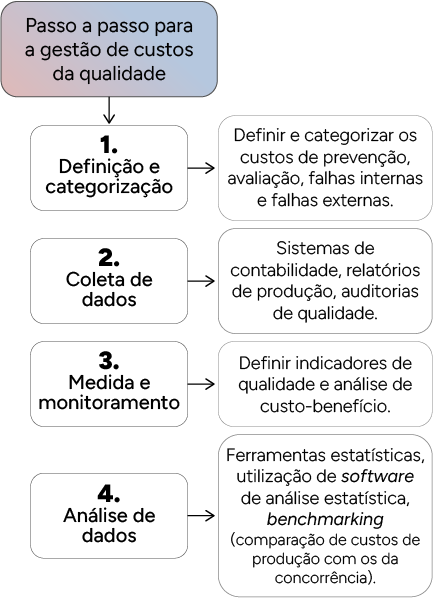 Passo a passo para
a gestão de custos
da qualidade
1.
Definição e
categorização
Definir e categorizar os
custos de prevenção,
avaliação, falhas internas
e falhas externas.
2.
Coleta de
dados
Sistemas de
contabilidade, relatórios
de produção, auditorias
de qualidade.
3.
Medida e
monitoramento
Definir indicadores de
qualidade e análise de
custo-benefício.
4.
Análise de
dados
Ferramentas estatísticas,
utilização de software
de análise estatística,
benchmarking
(comparação de custos de
produção com os da
concorrência).